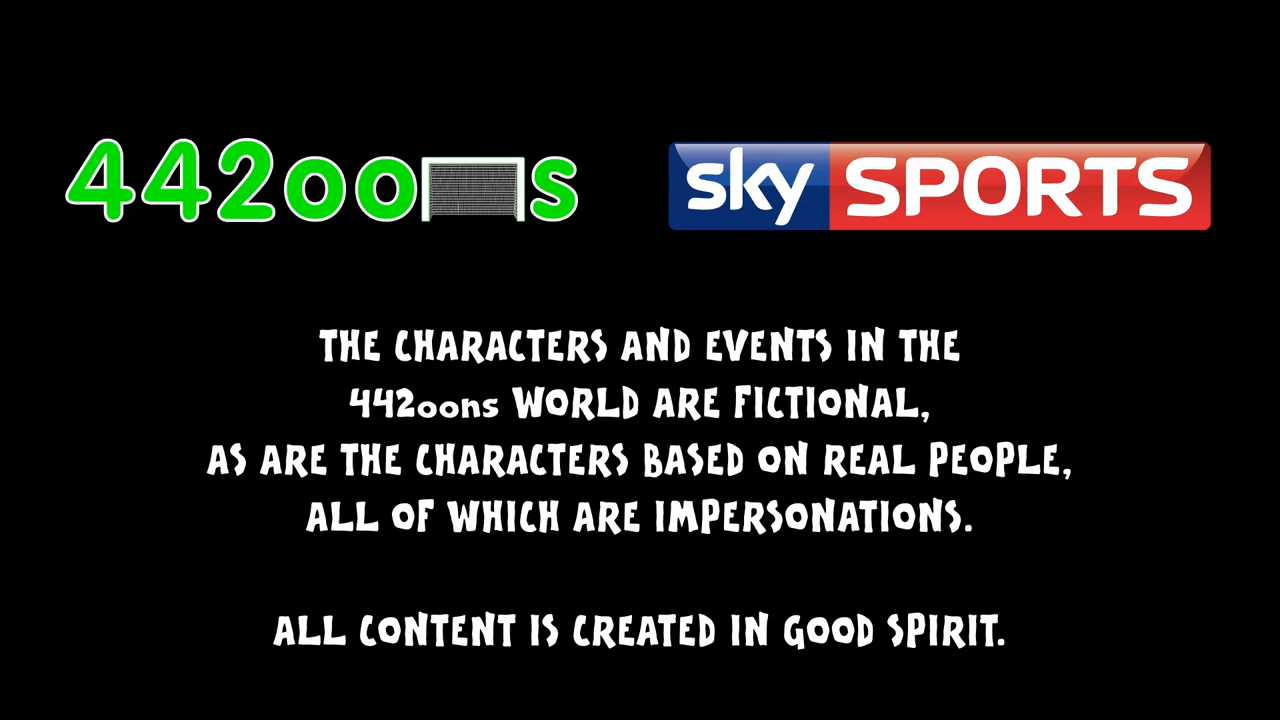 442oons
sky SPORTS
THE CHARACTERS AND EVENTS IN THE
442oons WORLD ARE FICTIONAL,
AS ARE THE CHARACTERS BASED ON REAL PEOPLE,
ALL OF WHICH ARE IMPERSONATIONS.
ALL CONTENT IS CREATED IN GOOD SPIRIT.